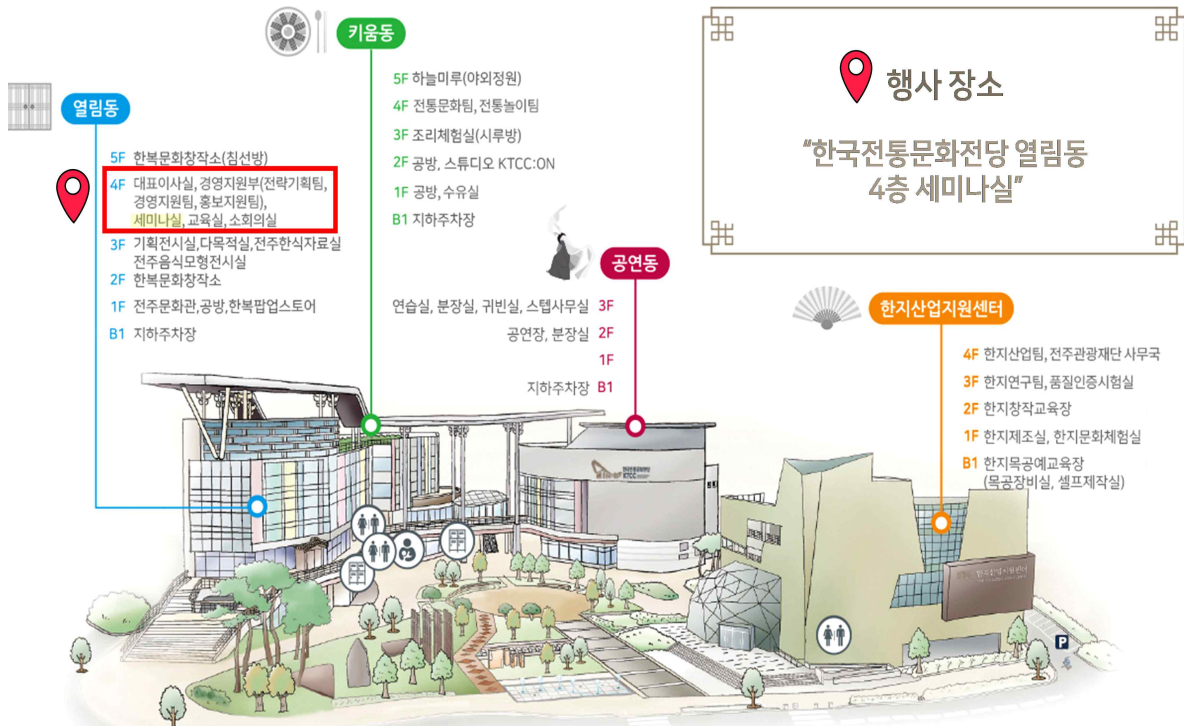 키움동
5F 하늘미루(야외정원)
4F 전통문화팀, 전통놀이팀
3F 조리체험실(시루방)
2F 공방, 스튜디오 KTCC:ON
1F 공방, 수유실
B1 지하주차장
열림동
5F 한복문화창작소(침선방)
4F 대표이사실, 경영지원부(전략기획팀,
경영지원팀, 홍보지원팀),
세미나실, 교육실, 소회의실
3F 기획전시실,다목적실,전주한식자료실
전주음식모형전시실
2F 한복문화창작소
1F 전주문화관,공방,한복팝업스토어
B1 지하주차장
행사 장소
“한국전통문화전당 열림동
4층 세미나실”
공연동
연습실, 분장실, 귀빈실, 스텝사무실 3F
공연장, 분장실 2F
1F
지하주차장 B1
한지산업지원센터
4F 한지산업팀, 전주관광재단 사무국
3F 한지연구팀, 품질인증시험실
2F 한지창작교육장
1F 한지제조실, 한지문화체험실
B1 한지목공예교육장
(목공장비실, 셀프제작실)
KTCC
한지산업지원센터
P